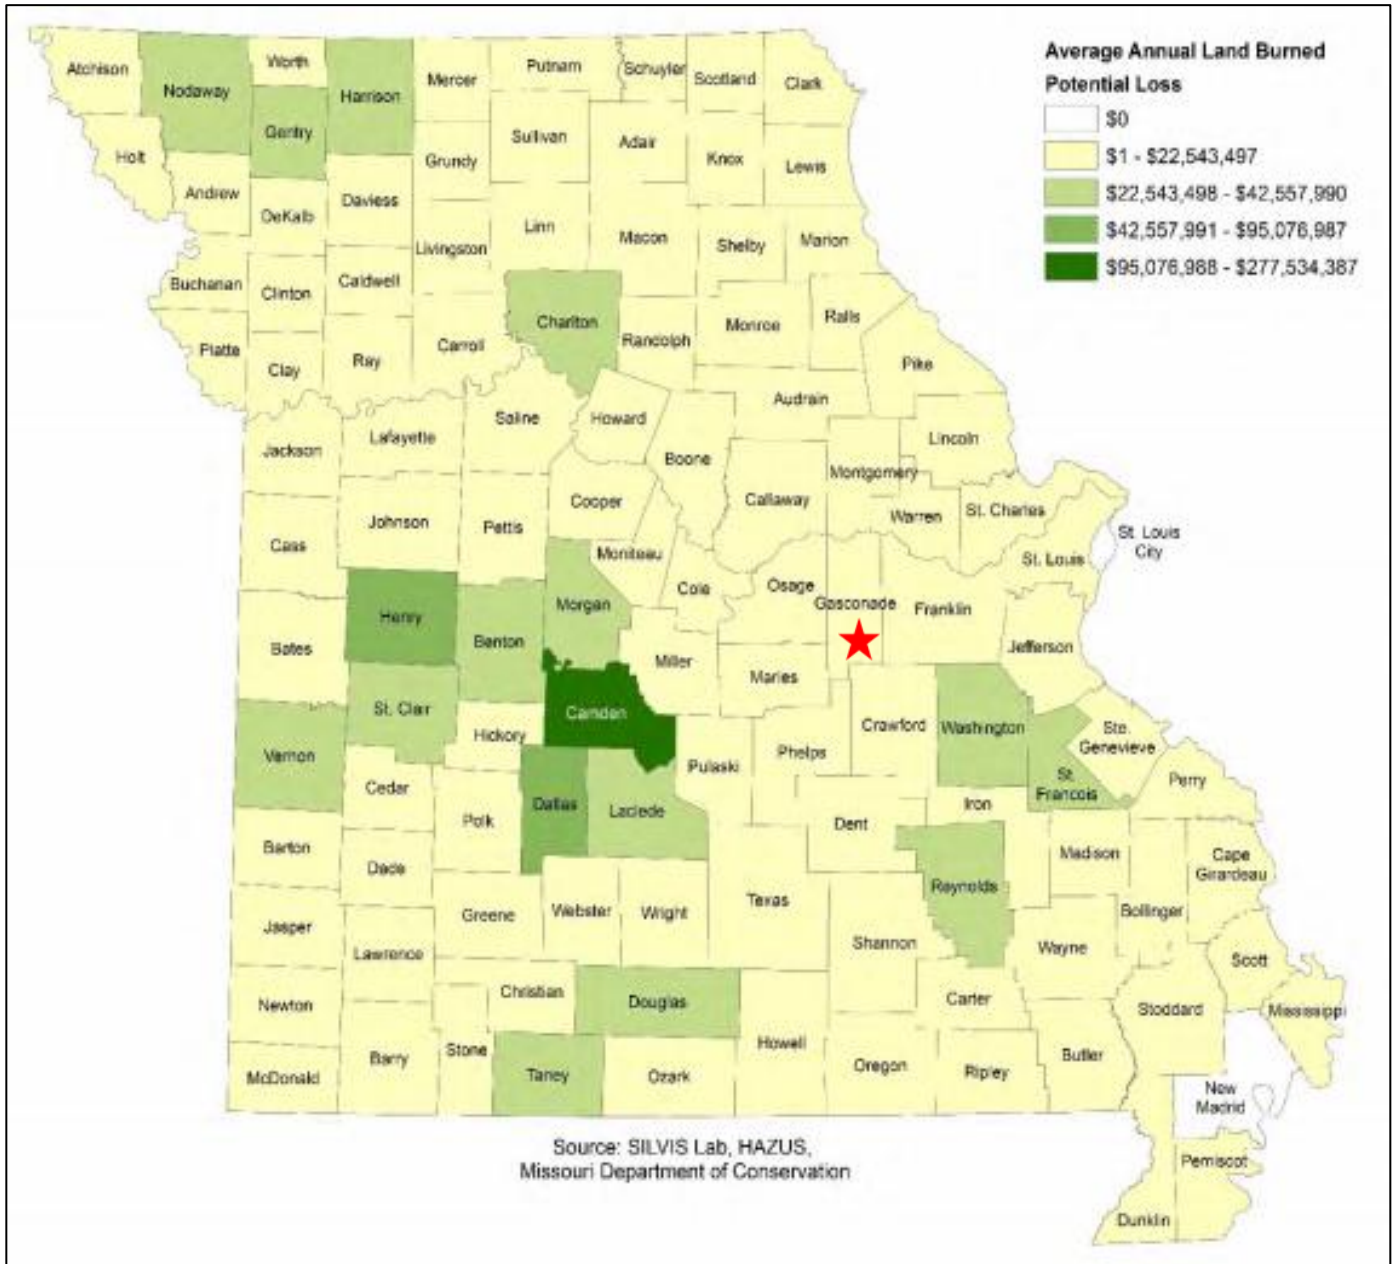 Average Annual Land Burned
Potential Loss
$0
$1 - $22,543,497
$22,543,498 - $42,557,990
$42,557,991 - $95,076,987
$95,076,988 - $277,534,387
Atchison
Nodaway
Worth
Harrison
Mercer
Putnam
Schuyler
Scotland
Clark
Gentry
Sullivan
Adair
Knox
Lewis
Holt
Andrew
DeKalb
Daviess
Grundy
Livingston
Linn
Macon
Shelby
Marion
Buchanan
Clinton
Caldwell
Chariton
Randolph
Monroe
Ralls
Pike
Platte
Clay
Ray
Carroll
Audrain
Saline
Howard
Jackson
Lafayette
Boone
Lincoln
Montgomery
Callaway
Cooper
Warren
St. Charles
Cass
Johnson
Pettis
Moniteau
St. Louis
City
St. Louis
Cole
Osage
Gasconade
Franklin
Henry
Morgan
Benton
Bates
Miller
Maries
Jefferson
St. Clair
Camden
Hickory
Crawford
Washington
Ste.
Genevieve
Vernon
Pulaski
Phelps
St.
Francois
Perry
Cedar
Polk
Dallas
Laclede
Dent
Iron
Barton
Dade
Madison
Cape
Girardeau
Greene
Webster
Wright
Texas
Reynolds
Bollinger
Jasper
Lawrence
Shannon
Wayne
Scott
Newton
Christian
Douglas
Carter
Stoddard
Mississippi
McDonald
Barry
Stone
Taney
Ozark
Howell
Oregon
Ripley
Butler
New
Madrid
Pemiscot
Dunklin
Source: SILVIS Lab, HAZUS,
Missouri Department of Conservation